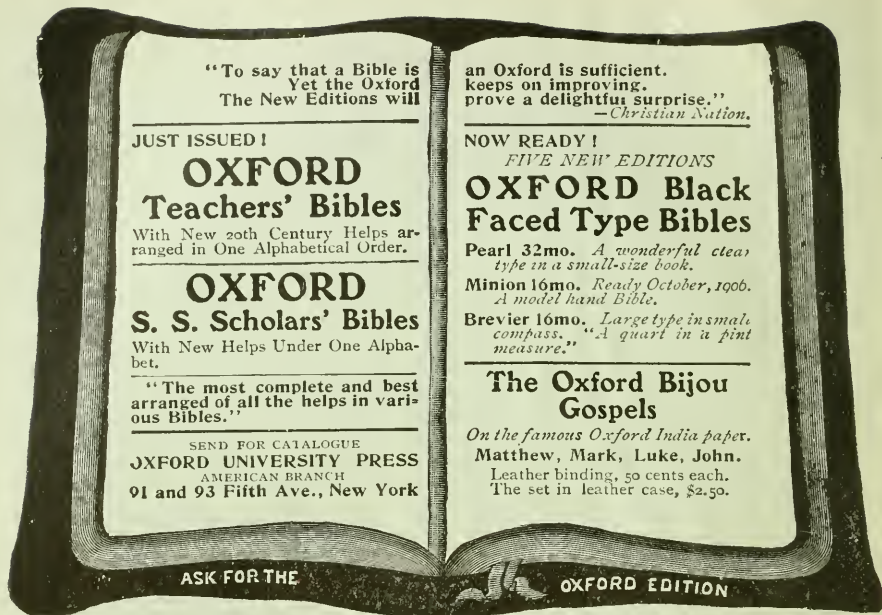 "To say that a Bible is an Oxford is sufficient.
Yet the Oxford keeps on improving.
The New Editions will prove a delightful surprise."
—Christian Nation.
JUST ISSUED!
OXFORD
Teachers' Bibles
With New 20th Century Helps ar-
ranged in One Alphabetical Order.
OXFORD
S. S. Scholars' Bibles
With New Helps Under One Alpha-
bet.
"The most complete and best
arranged of all the helps in vari-
ous Bibles."
SEND FOR CATALOGUE
OXFORD UNIVERSITY PRESS
AMERICAN BRANCH
91 and 93 Fifth Ave., New York
NOW READY!
FIVE NEW EDITIONS
OXFORD Black
Faced Type Bibles
Pearl 32mo. A wonderful clear
type in a small-size book.
Minion 16mo. Ready October, 1906.
A model hand Bible.
Brevier 16mo. Large type in small
compass. "A quart in a pint
measure."
The Oxford Bijou
Gospels
On the famous Oxford India paper.
Matthew, Mark, Luke, John.
Leather binding, 50 cents each.
The set in leather case, $2.50.
ASK FOR THE OXFORD EDITION